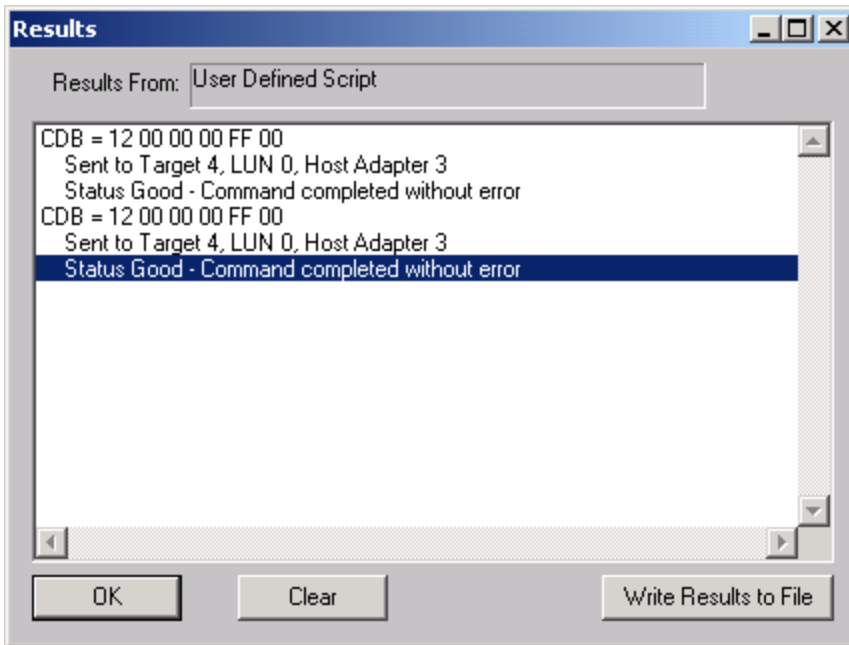 Results
Results From: User Defined Script
CDB = 12 00 00 00 FF 00
Sent to Target 4, LUN 0, Host Adapter 3
Status Good - Command completed without error
CDB = 12 00 00 00 FF 00
Sent to Target 4, LUN 0, Host Adapter 3
Status Good - Command completed without error
OK Clear Write Results to File